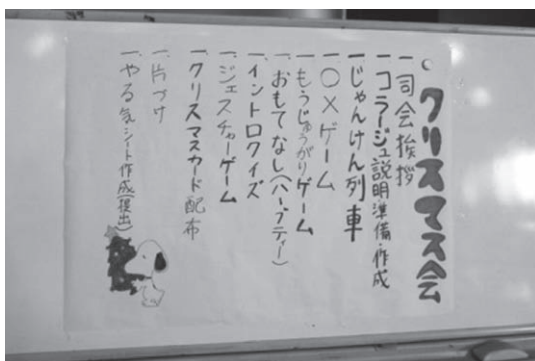 クリスマス会
一司会挨拶
一コラージュ説明準備・作成
一じゃんけん列車
一〇×ゲーム
一もうじゅうがりゲーム
一おもてなし(ハーブティー)
一イントロクイズ
一ジェスチャーゲーム
一クリスマスカード配布
一片づけ
一やる気シート作成(提出)